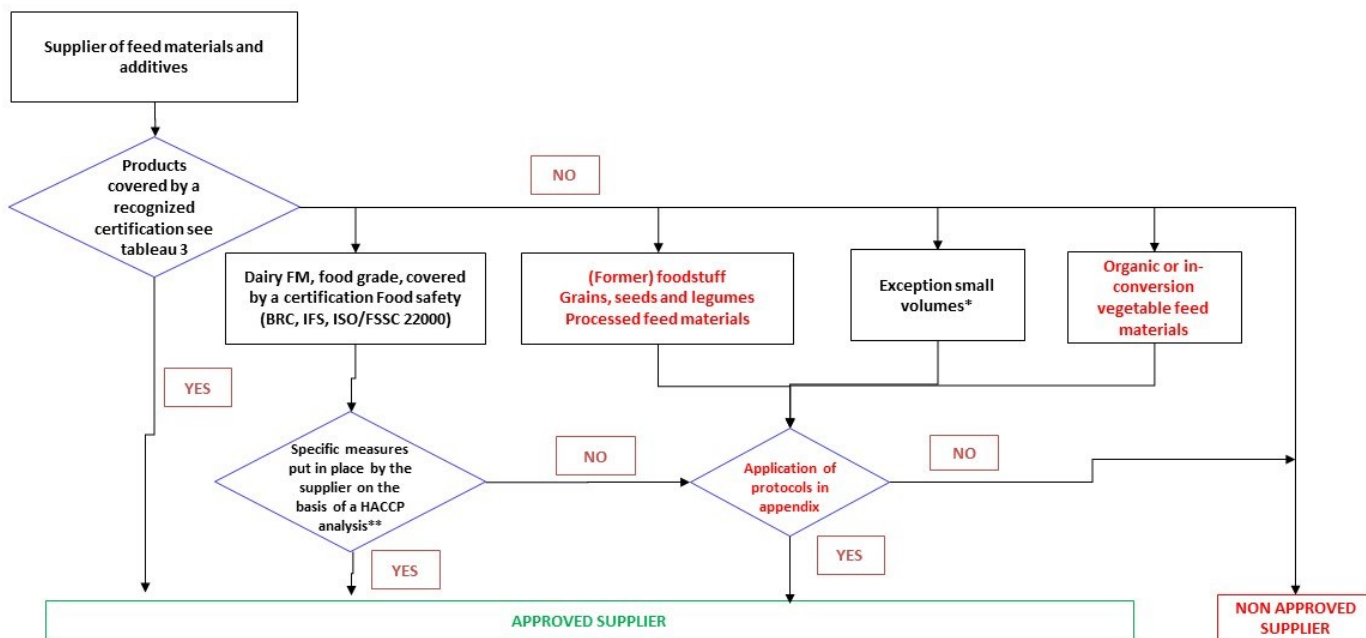 Supplier of feed materials and
additives
Products
covered by a
recognized
certification see
tableau 3
NO
Dairy FM, food grade, covered
by a certification Food safety
(BRC, IFS, ISO/FSSC 22000)
(Former) foodstuff
Grains, seeds and legumes
Processed feed materials
Exception small
volumes*
Organic or in-
conversion
vegetable feed
materials
YES
Specific measures
put in place by the
supplier on the
basis of a HACCP
analysis**
NO
Application of
protocols in
appendix
NO
YES
YES
APPROVED SUPPLIER
NON APPROVED
SUPPLIER